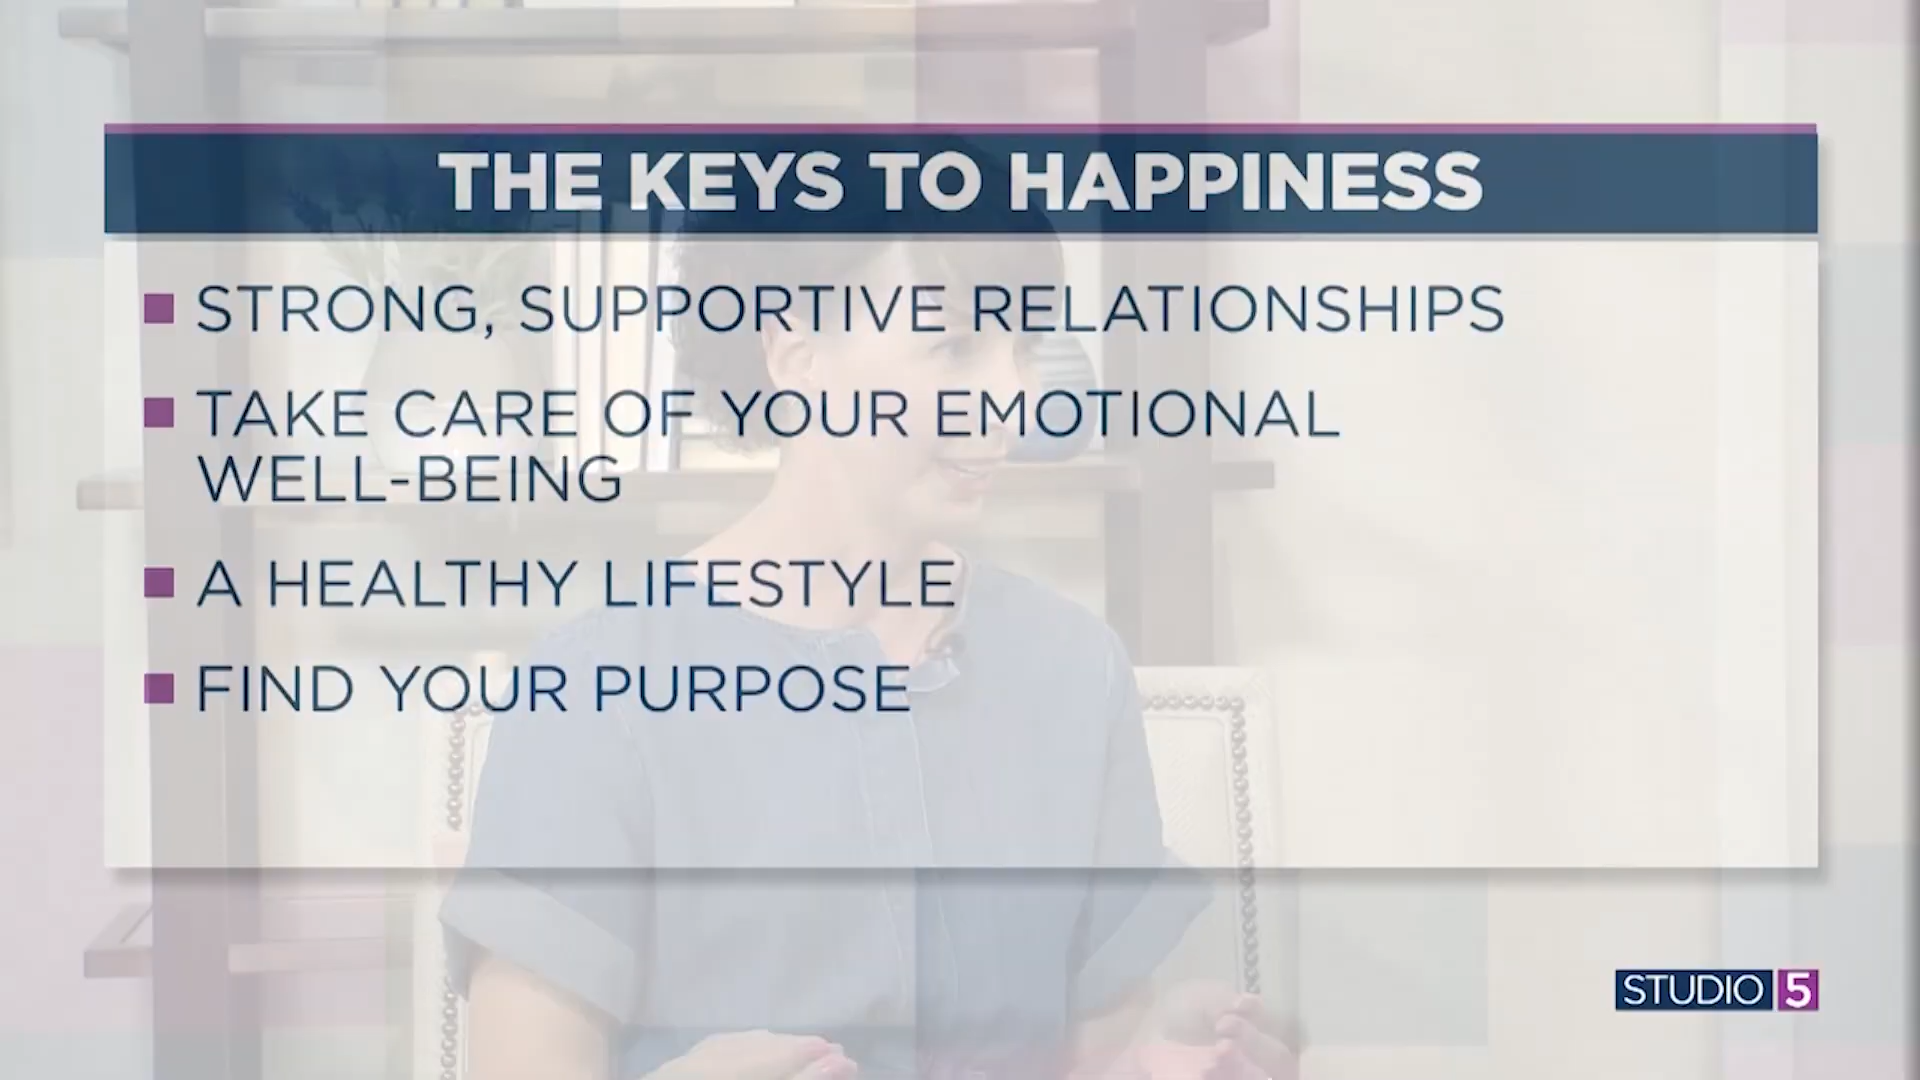 THE KEYS TO HAPPINESS
STRONG, SUPPORTIVE RELATIONSHIPS
TAKE CARE OF YOUR EMOTIONAL
WELL-BEING
A HEALTHY LIFESTYLE
FIND YOUR PURPOSE
STUDIO 5